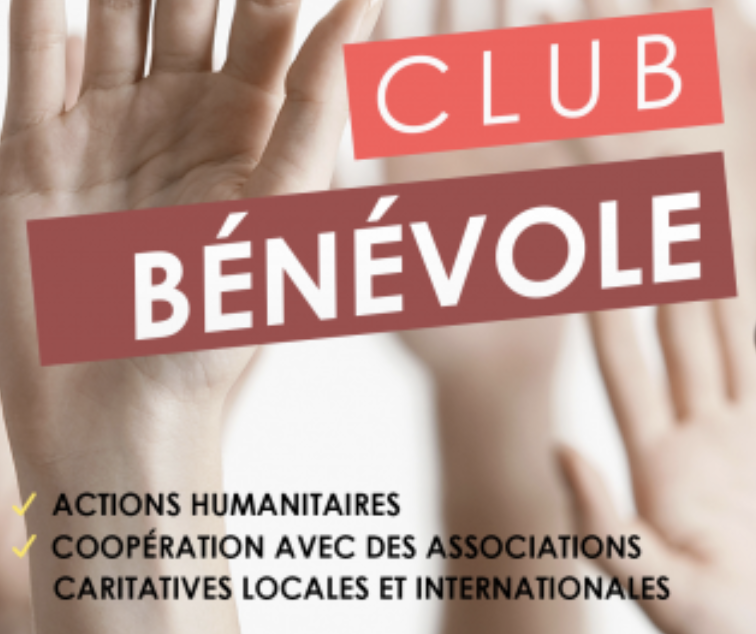 CLUB
BÉNÉVOLE
ACTIONS HUMANITAIRES
COOPÉRATION AVEC DES ASSOCIATIONS
CARITATIVES LOCALES ET INTERNATIONALES